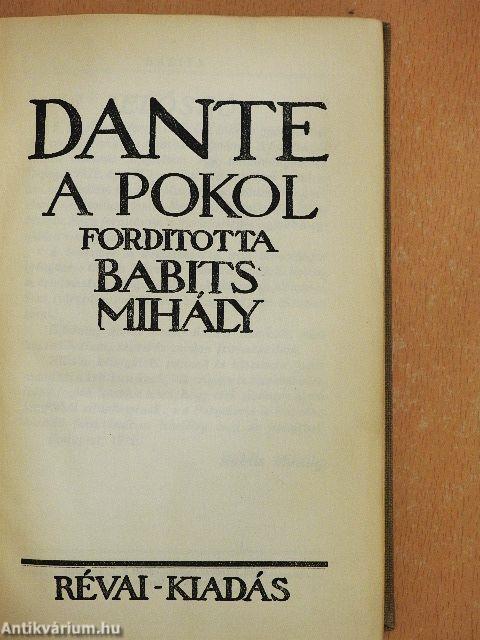 DANTE
A POKOL
FORDITOTTA
BABITS
MIHÁLY
RÉVAI-KIADÁS
Antikvárium.hu